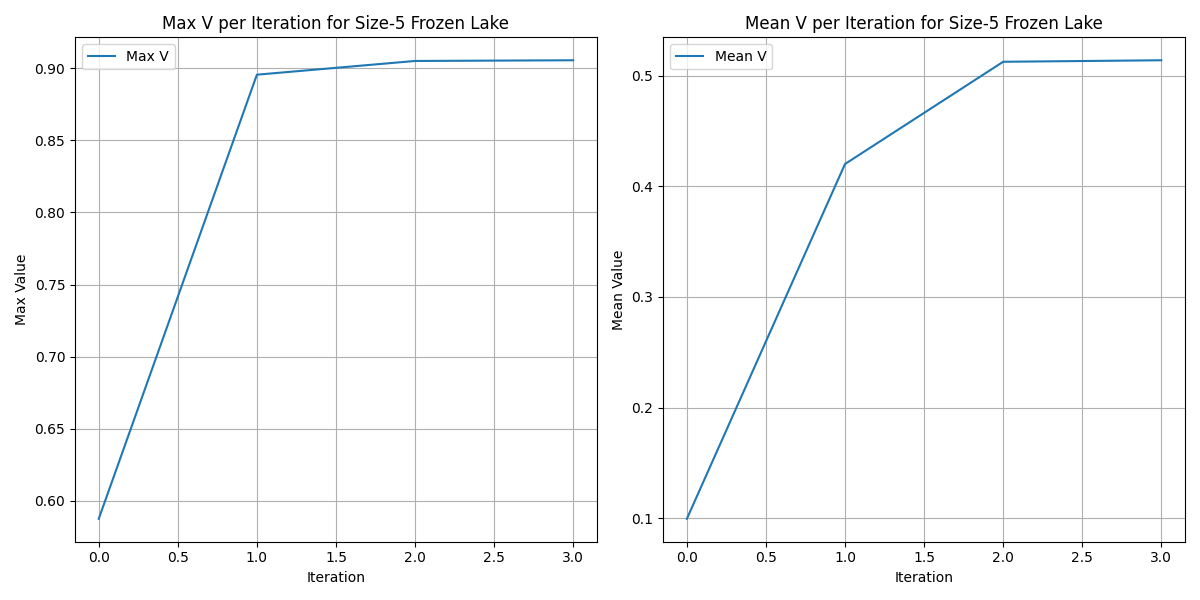 Max V per Iteration for Size-5 Frozen Lake
Max V
0.90
0.85
0.80
0.75
0.70
0.65
0.60
Max Value
0.0 0.5 1.0 1.5 2.0 2.5 3.0
Iteration
Mean V per Iteration for Size-5 Frozen Lake
Mean V
0.5
0.4
0.3
0.2
0.1
Mean Value
0.0 0.5 1.0 1.5 2.0 2.5 3.0
Iteration